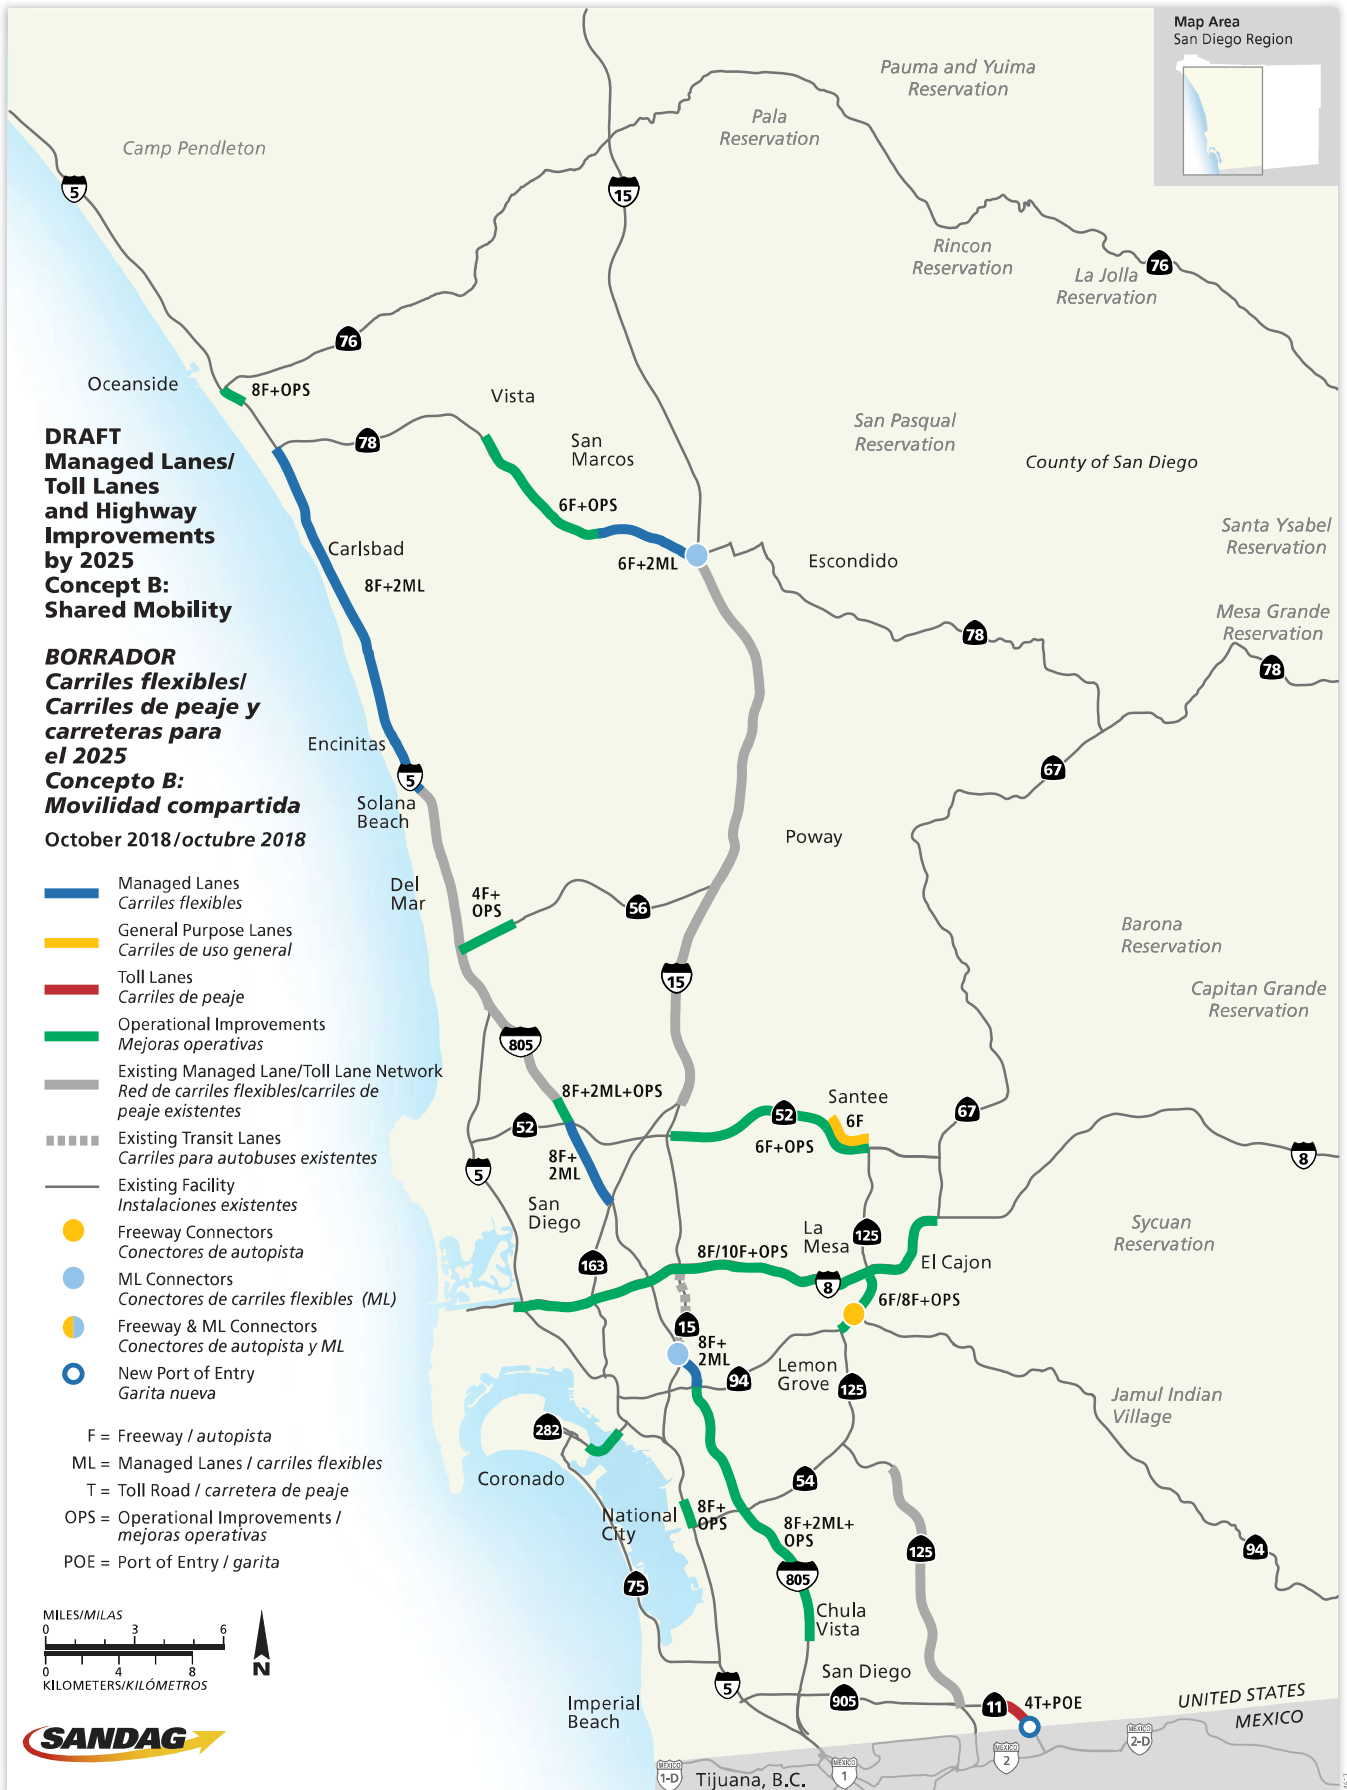 Map Area
San Diego Region
Pauma and Yuima
Reservation
Pala
Reservation
Camp Pendleton
5
15
Rincon
Reservation
La Jolla
Reservation
76
76
Oceanside
8F+OPS
Vista
San
Marcos
78
San Pasqual
Reservation
County of San Diego
DRAFT
Managed Lanes/
Toll Lanes
and Highway
Improvements
by 2025
Concept B:
Shared Mobility
6F+OPS
Santa Ysabel
Reservation
Carlsbad
8F+2ML
6F+2ML
Escondido
Mesa Grande
Reservation
78
78
BORRADOR
Carriles flexibles/
Carriles de peaje y
carreteras para
el 2025
Concepto B:
Movilidad compartida
October 2018/octubre 2018
Encinitas
5
Solana
Beach
67
Poway
Del
Mar
4F+
OPS
56
Barona
Reservation
15
Capitan Grande
Reservation
805
Managed Lanes
Carriles flexibles
General Purpose Lanes
Carriles de uso general
Toll Lanes
Carriles de peaje
Operational Improvements
Mejoras operativas
Existing Managed Lane/Toll Lane Network
Red de carriles flexibles/carriles de
peaje existentes
Existing Transit Lanes
Carriles para autobuses existentes
Existing Facility
Instalaciones existentes
Freeway Connectors
Conectores de autopista
ML Connectors
Conectores de carriles flexibles (ML)
Freeway & ML Connectors
Conectores de autopista y ML
New Port of Entry
Garita nueva
F = Freeway / autopista
ML = Managed Lanes / carriles flexibles
T = Toll Road / carretera de peaje
OPS = Operational Improvements /
mejoras operativas
POE = Port of Entry / garita
8F+2ML+OPS
52
52
Santee
6F
67
6F+OPS
8F+
2ML
5
8
San
Diego
La
Mesa
125
Sycuan
Reservation
163
8F/10F+OPS
8
El Cajon
6F/8F+OPS
15
8F+
2ML
94
Lemon
Grove
125
Jamul Indian
Village
282
Coronado
54
National
City
8F+
OPS
8F+2ML+
OPS
125
94
805
75
Chula
Vista
San Diego
5
905
11
4T+POE
Imperial
Beach
UNITED STATES
MEXICO
MILES/MILAS
0 3 6
0 4 8
KILOMETERS/KILÓMETROS
N
SANDAG
MEXICO
1-D
Tijuana, B.C.
MEXICO
1
MEXICO
2
MEXICO
2-D